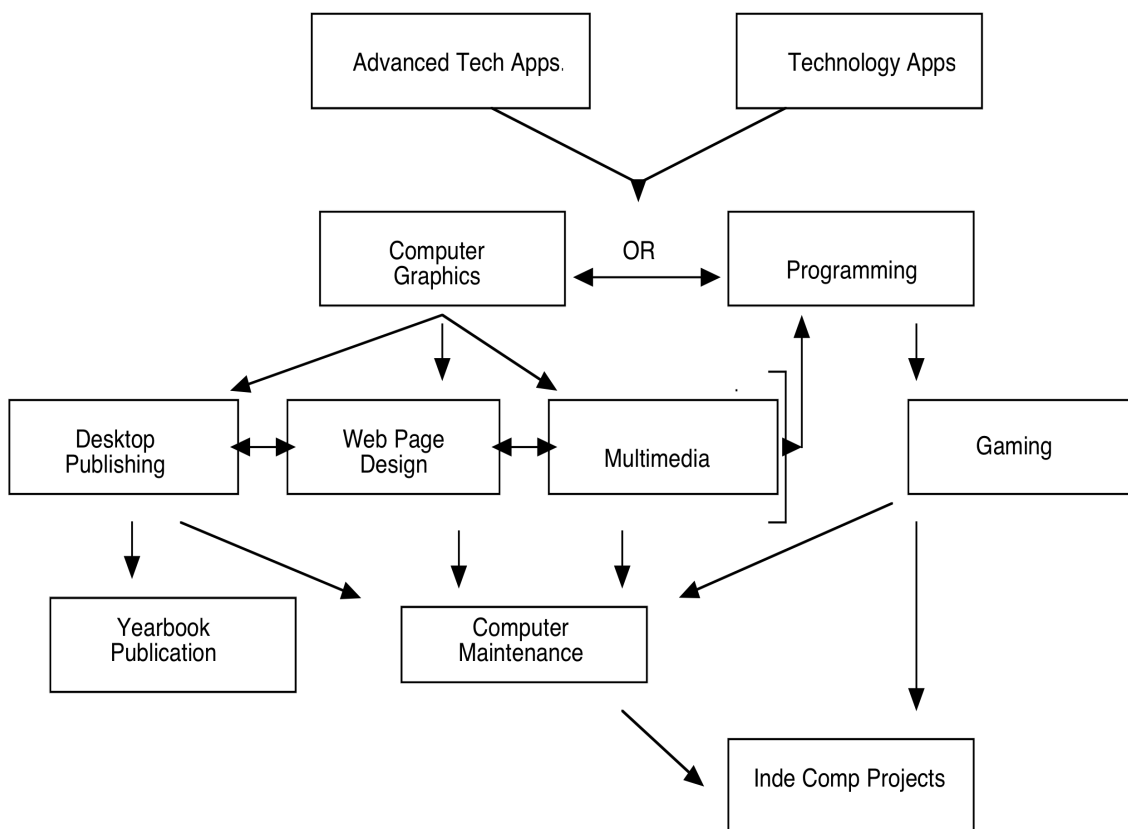 Advanced Tech Apps.
Technology Apps
Computer
Graphics
OR
Programming
Desktop
Publishing
Web Page
Design
Multimedia
Gaming
Yearbook
Publication
Computer
Maintenance
Inde Comp Projects